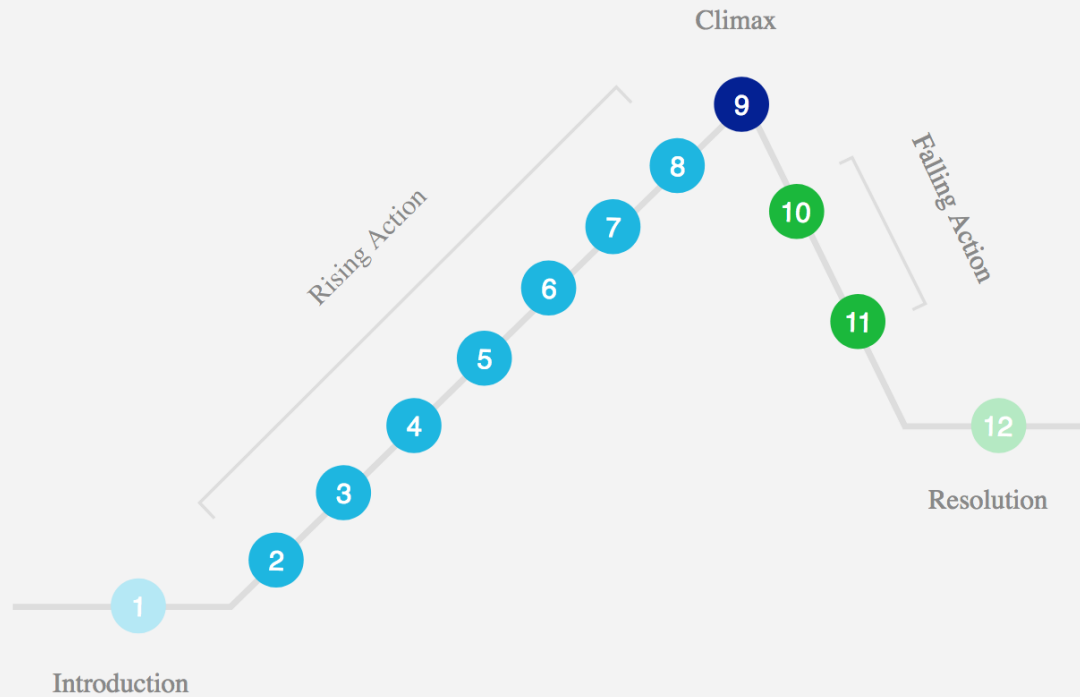 Climax
9
8
Falling Action
10
7
Rising Action
6
11
5
4
12
3
Resolution
2
1
Introduction